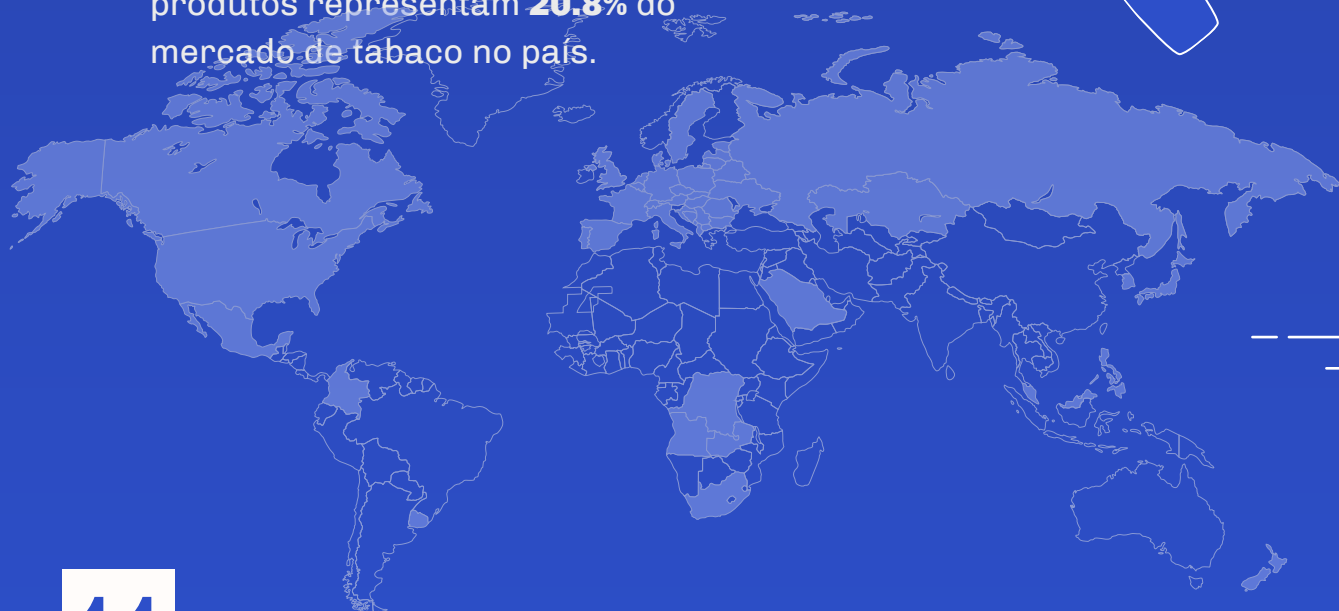 produtos representam 20.8% do
mercado de tabaco no país.